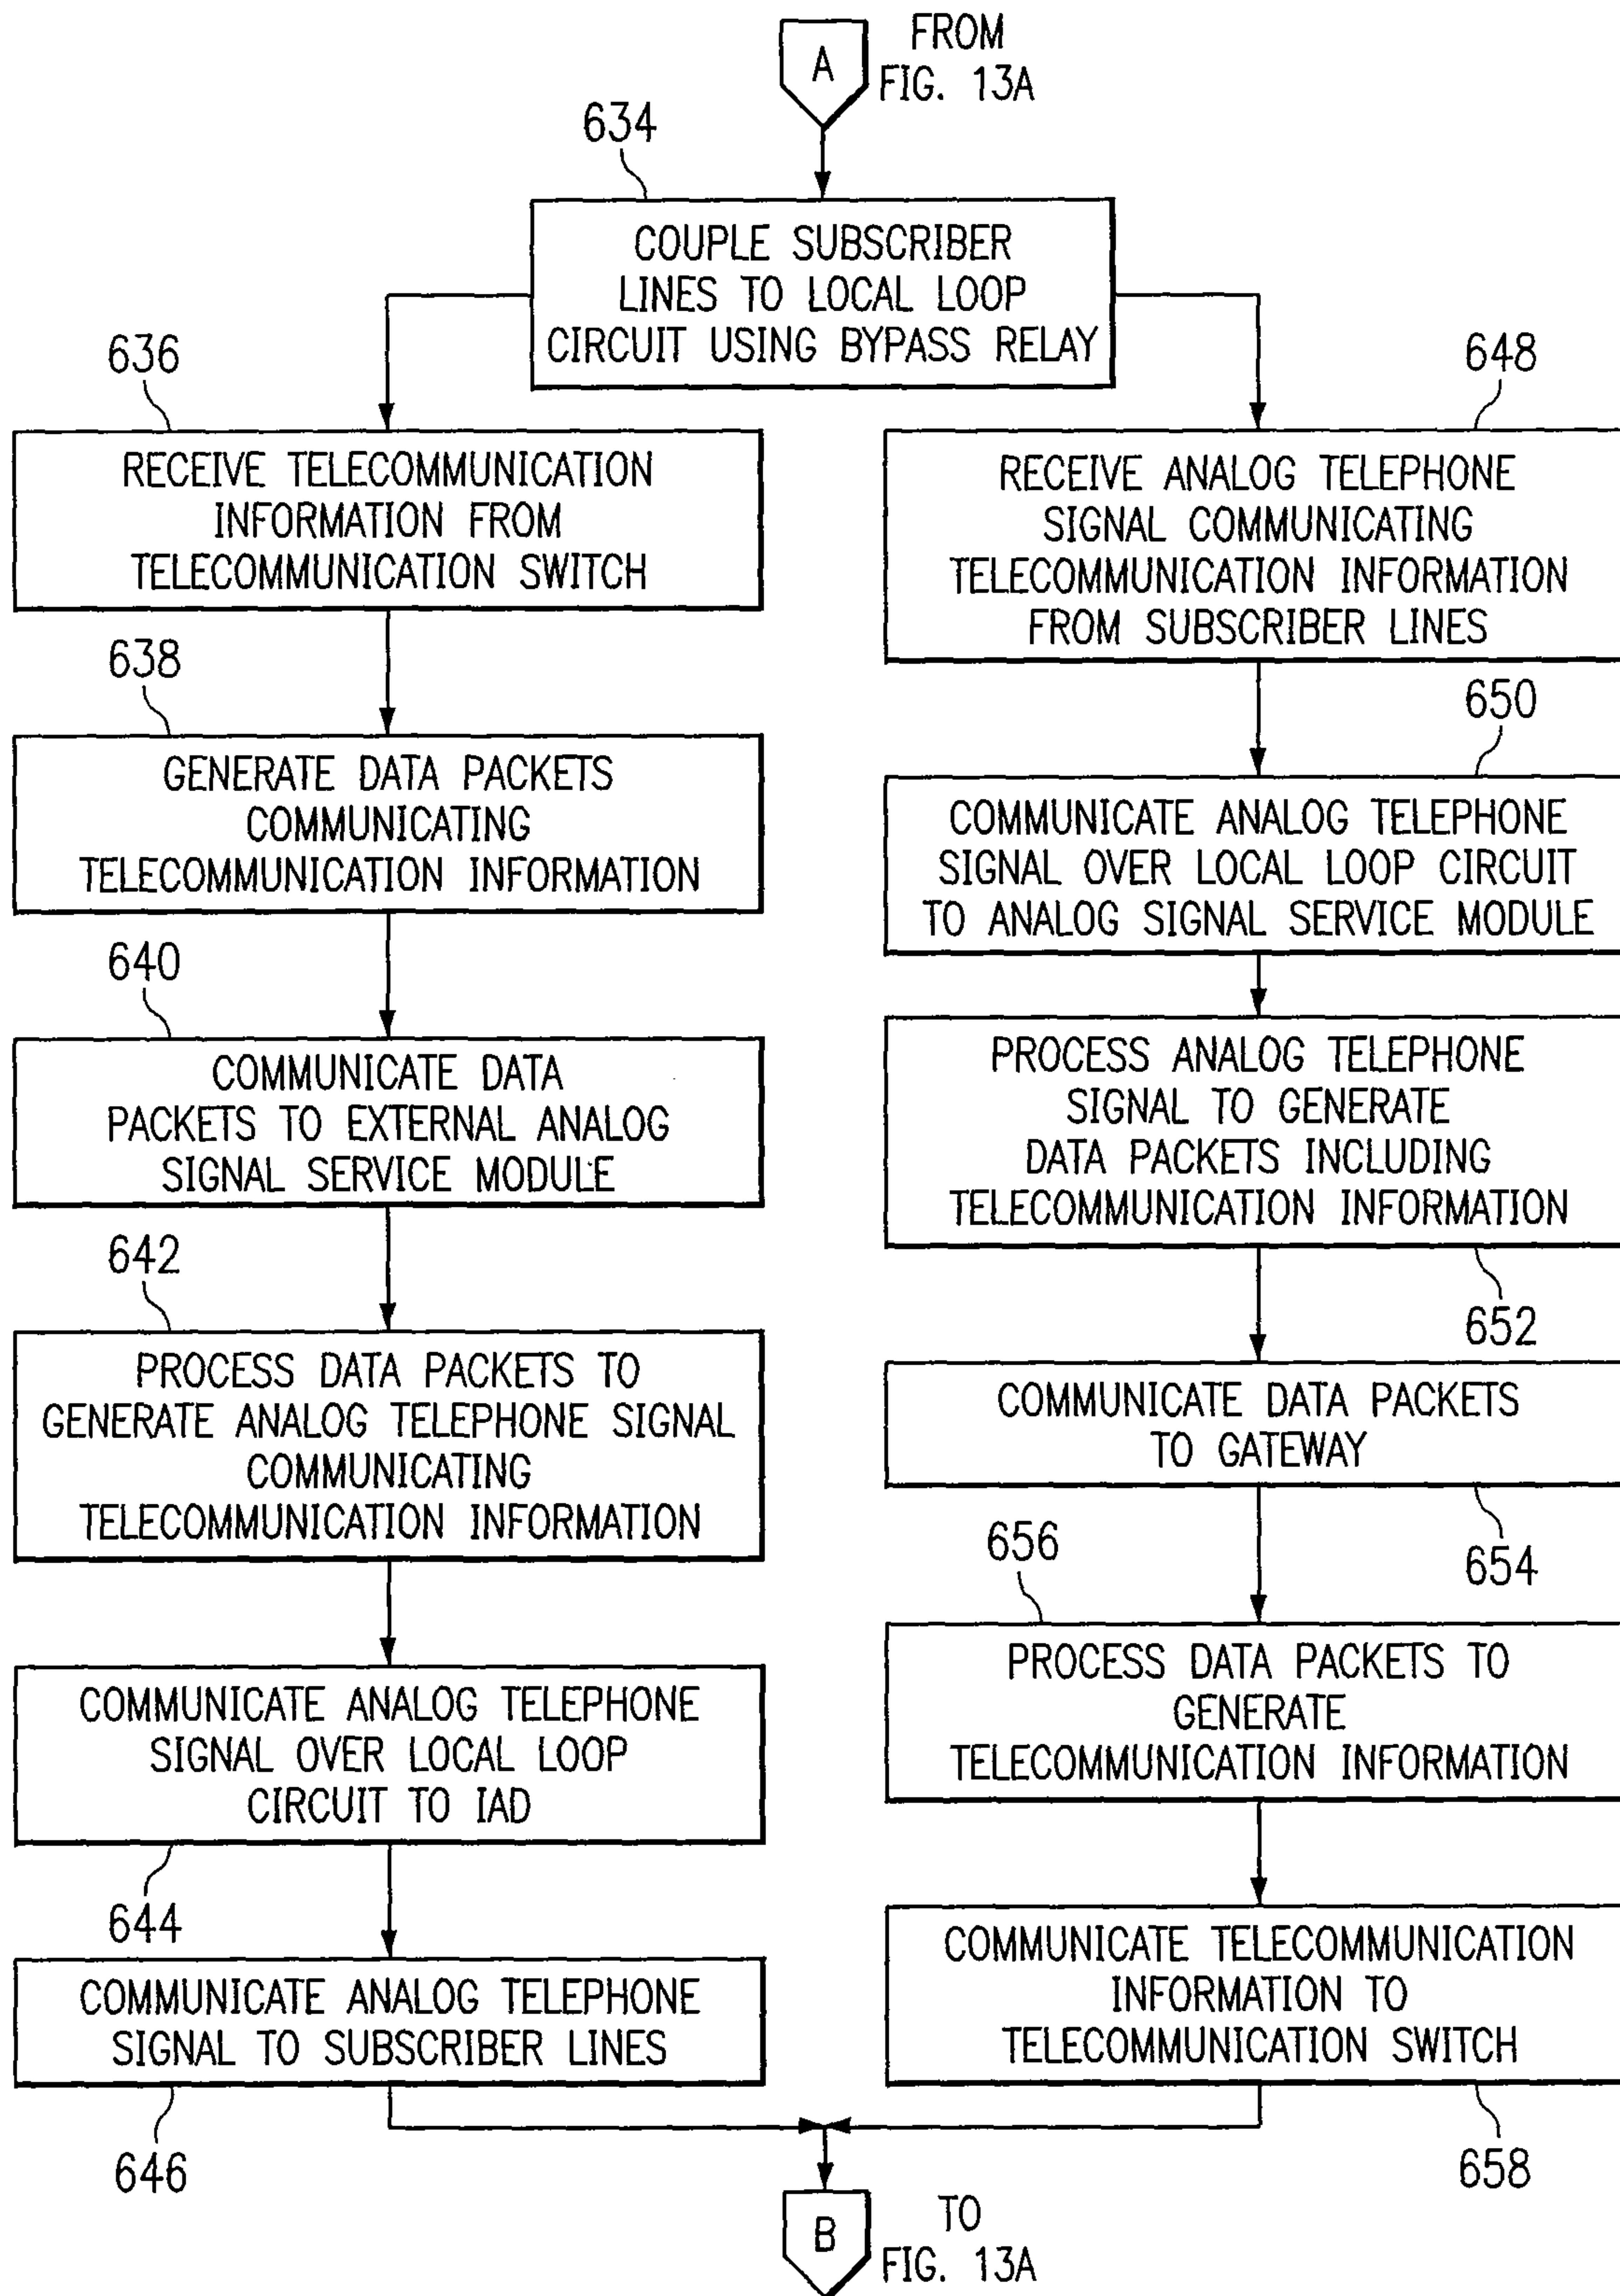 A
FROM
FIG. 13A
634
COUPLE SUBSCRIBER
LINES TO LOCAL LOOP
CIRCUIT USING BYPASS RELAY
636
RECEIVE TELECOMMUNICATION
INFORMATION FROM
TELECOMMUNICATION SWITCH
638
GENERATE DATA PACKETS
COMMUNICATING
TELECOMMUNICATION INFORMATION
640
COMMUNICATE DATA
PACKETS TO EXTERNAL ANALOG
SIGNAL SERVICE MODULE
642
PROCESS DATA PACKETS TO
GENERATE ANALOG TELEPHONE SIGNAL
COMMUNICATING
TELECOMMUNICATION INFORMATION
COMMUNICATE ANALOG TELEPHONE
SIGNAL OVER LOCAL LOOP
CIRCUIT TO IAD
644
COMMUNICATE ANALOG TELEPHONE
SIGNAL TO SUBSCRIBER LINES
646
648
RECEIVE ANALOG TELEPHONE
SIGNAL COMMUNICATING
TELECOMMUNICATION INFORMATION
FROM SUBSCRIBER LINES
650
COMMUNICATE ANALOG TELEPHONE
SIGNAL OVER LOCAL LOOP CIRCUIT
TO ANALOG SIGNAL SERVICE MODULE
PROCESS ANALOG TELEPHONE
SIGNAL TO GENERATE
DATA PACKETS INCLUDING
TELECOMMUNICATION INFORMATION
652
COMMUNICATE DATA PACKETS
TO GATEWAY
654
656
PROCESS DATA PACKETS TO
GENERATE
TELECOMMUNICATION INFORMATION
COMMUNICATE TELECOMMUNICATION
INFORMATION TO
TELECOMMUNICATION SWITCH
658
B
TO
FIG. 13A